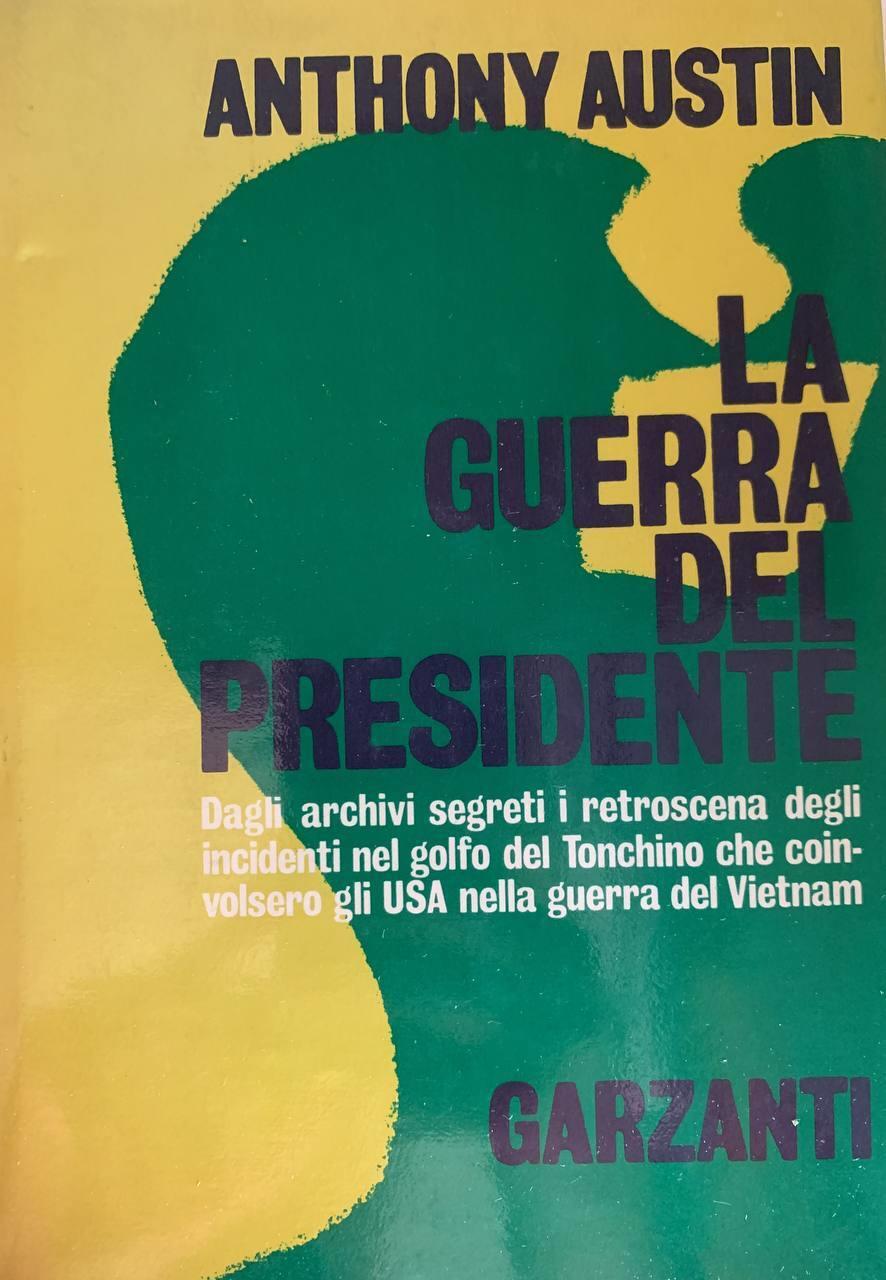 ANTHONY AUSTIN
LA
GUERRA
DEL
PRESIDENTE
Dagli archivi segreti i retroscena degli
incidenti nel golfo del Tonchino che coin-
volsero gli USA nella guerra del Vietnam
GARZANTI